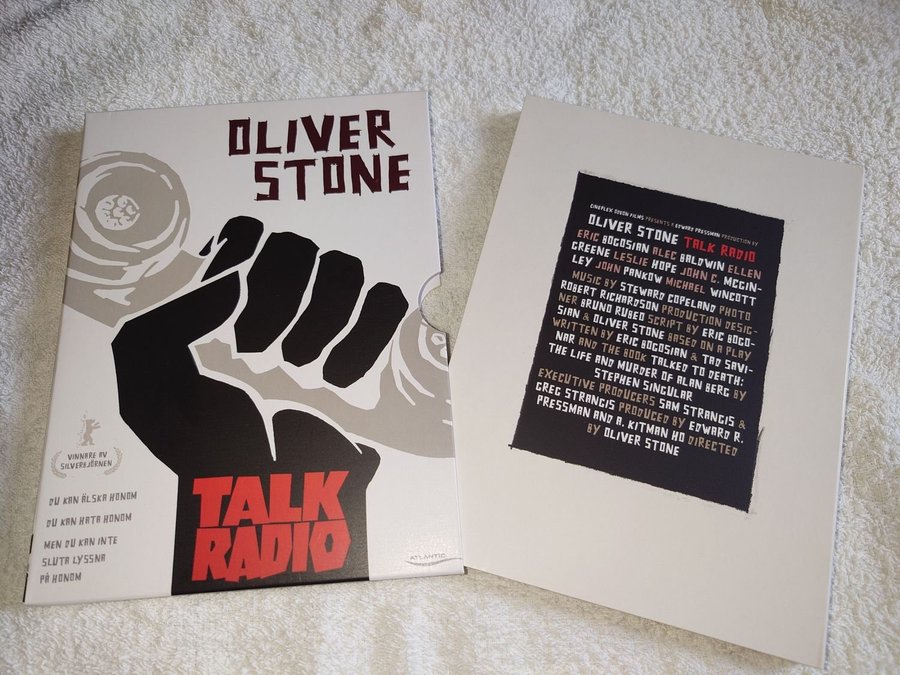 OLIVER
STONE
VINNARE AV
SILVERBJÖRNEN
DU KAN ÄLSKA HONOM
DU KAN HATA HONOM
MEN DU KAN INTE
SLUTA LYSSNA
PÅ HONOM
TALK
RADIO
ATLANTIC
CINEPLEX ODEON FILMS PRESENTS AN EDWARD PRESSMAN PRODUCTION BY
OLIVER STONE TALK RADIO
ERIC BOGOSIAN ALEC BALDWIN ELLEN
GREENE LESLIE HOPE JOHN C. MCGIN-
LEY JOHN PANKOW MICHAEL WINCOTT
MUSIC BY STEWARD COPELAND PHOTO
ROBERT RICHARDSON PRODUCTION DESIG-
NER BRUNO RUBEO SCRIPT BY ERIC BOGO-
SIAN & OLIVER STONE BASED ON A PLAY
WRITTEN BY ERIC BOGOSIAN & TAD SAVI-
NAR AND THE BOOK TALKED TO DEATH:
THE LIFE AND MURDER OF ALAN BERG BY
STEPHEN SINGULAR
EXECUTIVE PRODUCERS SAM STRANGIS &
GREG STRANGIS PRODUCED BY EDWARD R.
PRESSMAN AND A. KITMAN HO DIRECTED
BY OLIVER STONE